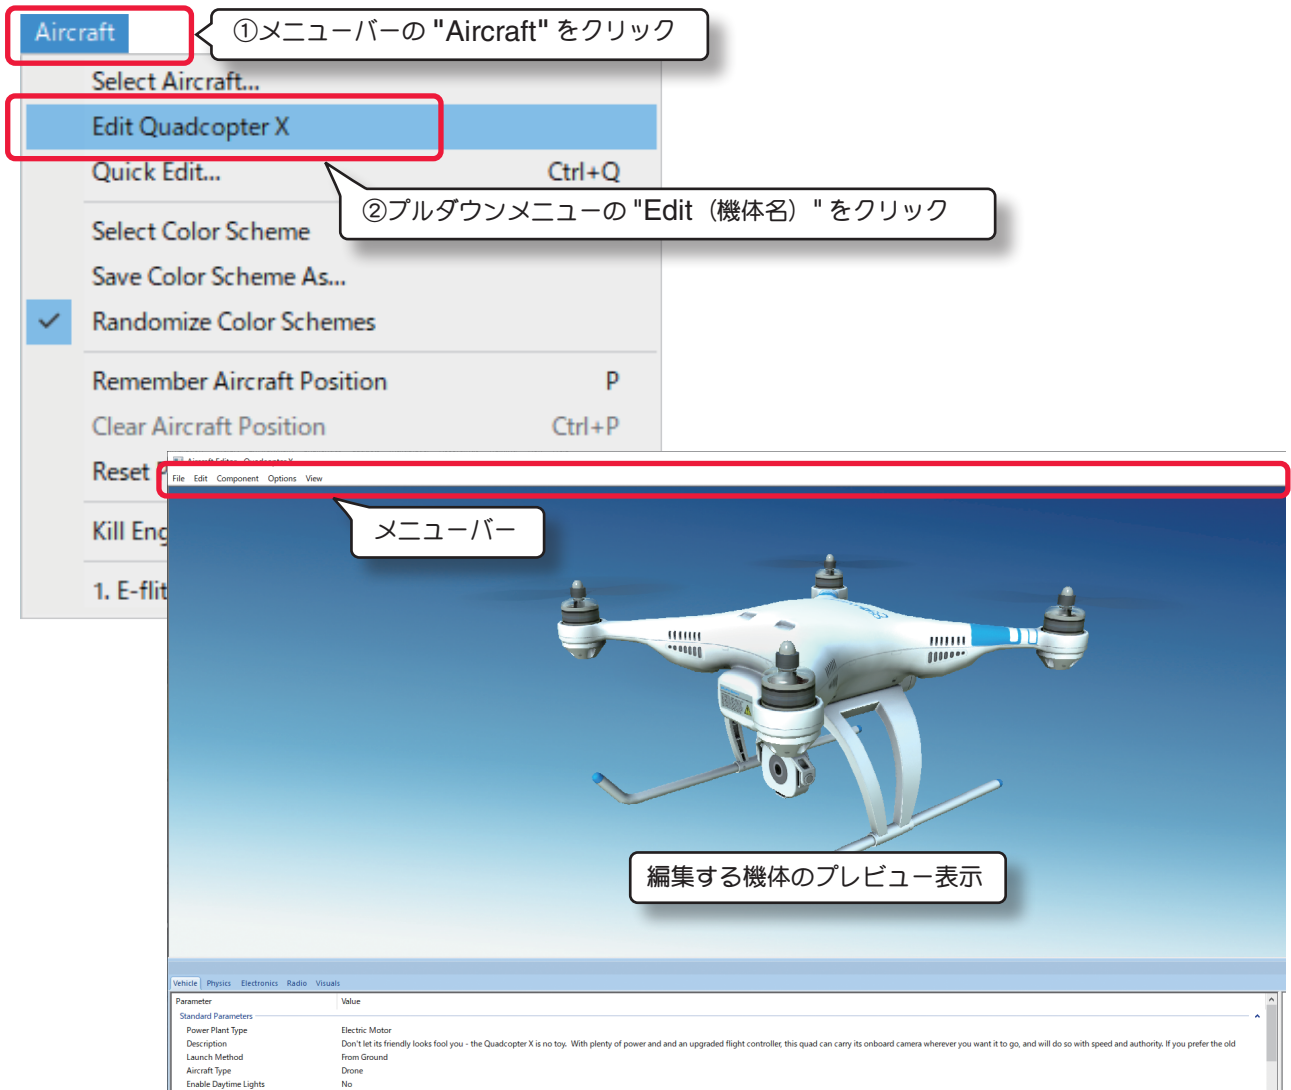 Aircraft
①メニューバーの "Aircraft" をクリック
Select Aircraft...
Edit Quadcopter X
Quick Edit... Ctrl+Q
②プルダウンメニューの "Edit（機体名）" をクリック
Select Color Scheme
Save Color Scheme As...
Randomize Color Schemes
Remember Aircraft Position P
Clear Aircraft Position Ctrl+P
Reset
File Edit Component Options View
メニューバー
Kill Eng
1. E-flit
編集する機体のプレビュー表示
Vehicle Physics Electronics Radio Visuals
Parameter Value
Standard Parameters
Power Plant Type Electric Motor
Description Don't let its friendly looks fool you - the Quadcopter X is no toy. With plenty of power and and an upgraded flight controller, this quad can carry its onboard camera wherever you want it to go, and will do so with speed and authority. If you prefer the old
Launch Method From Ground
Aircraft Type Drone
Enable Daytime Lights No